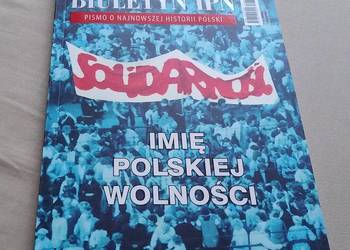 BIULETYN IPN
PISMO O NAJNOWSZEJ HISTORII POLSKI
SOLIDARNOŚĆ
IMIĘ
POLSKIEJ
WOLNOŚCI